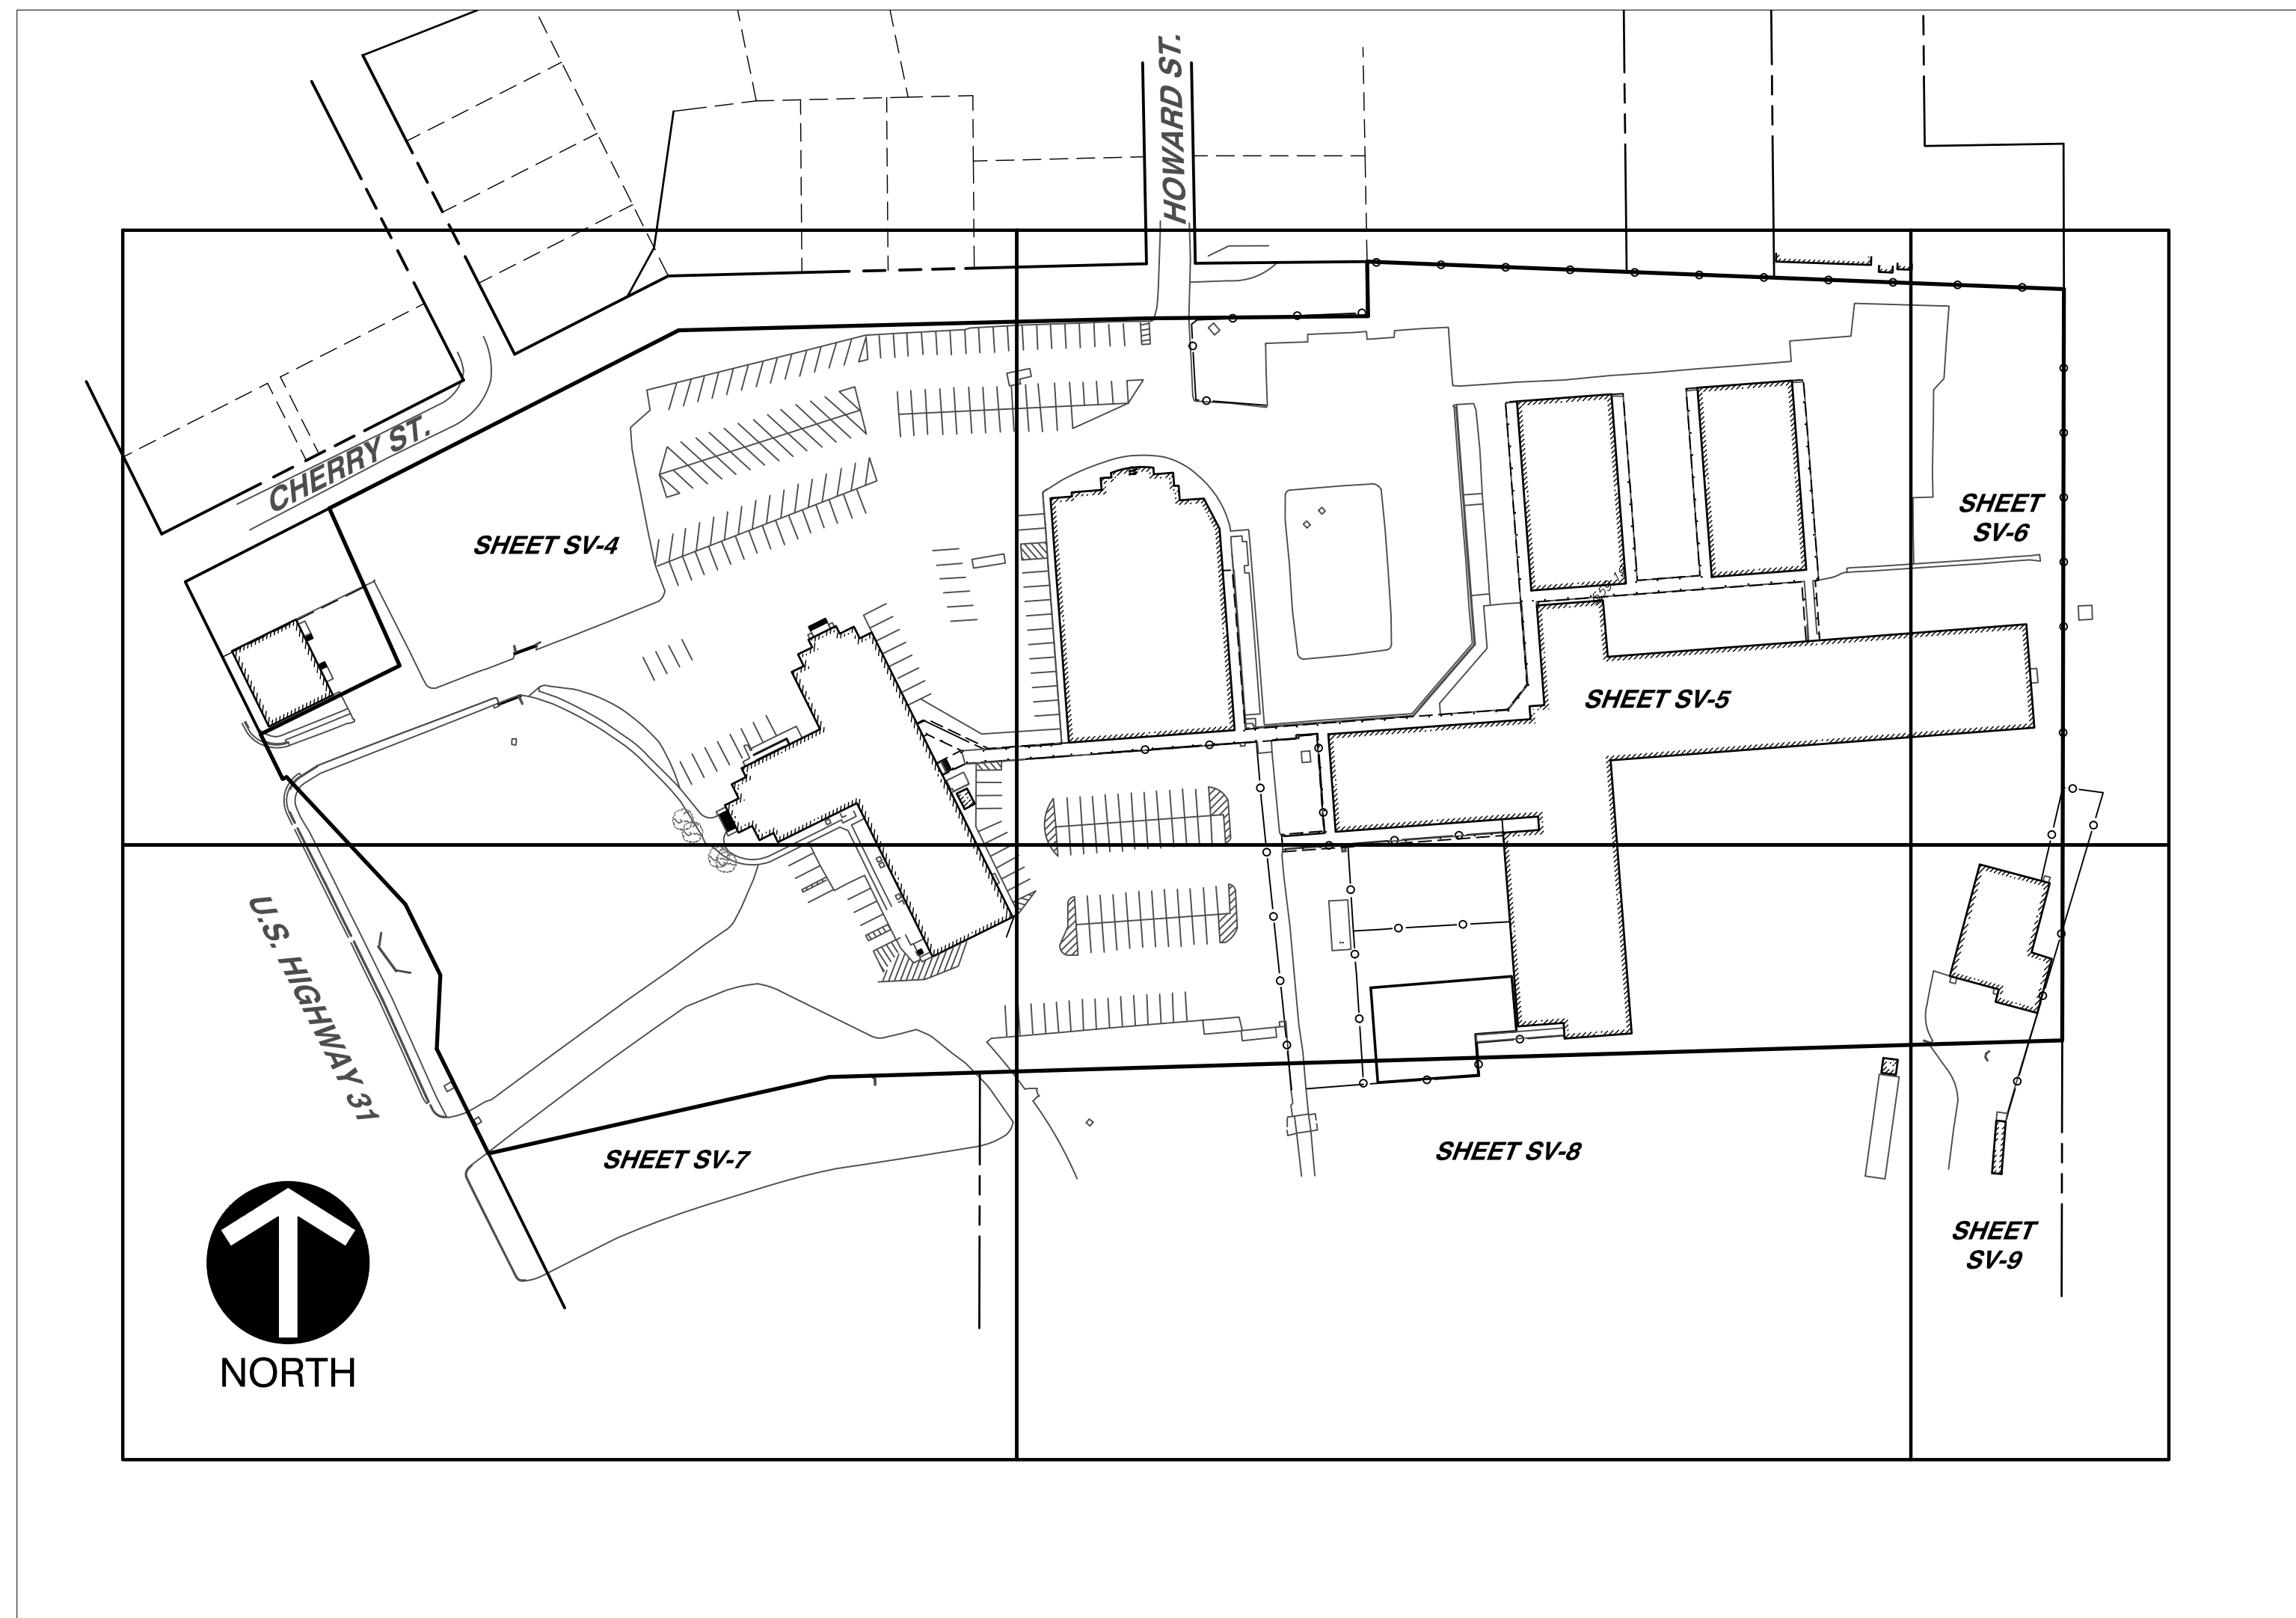 HOWARD ST.
CHERRY ST.
SHEET SV-4
SHEET
SV-6
SHEET SV-5
U.S. HIGHWAY 31
SHEET SV-7
SHEET SV-8
SHEET
SV-9
NORTH